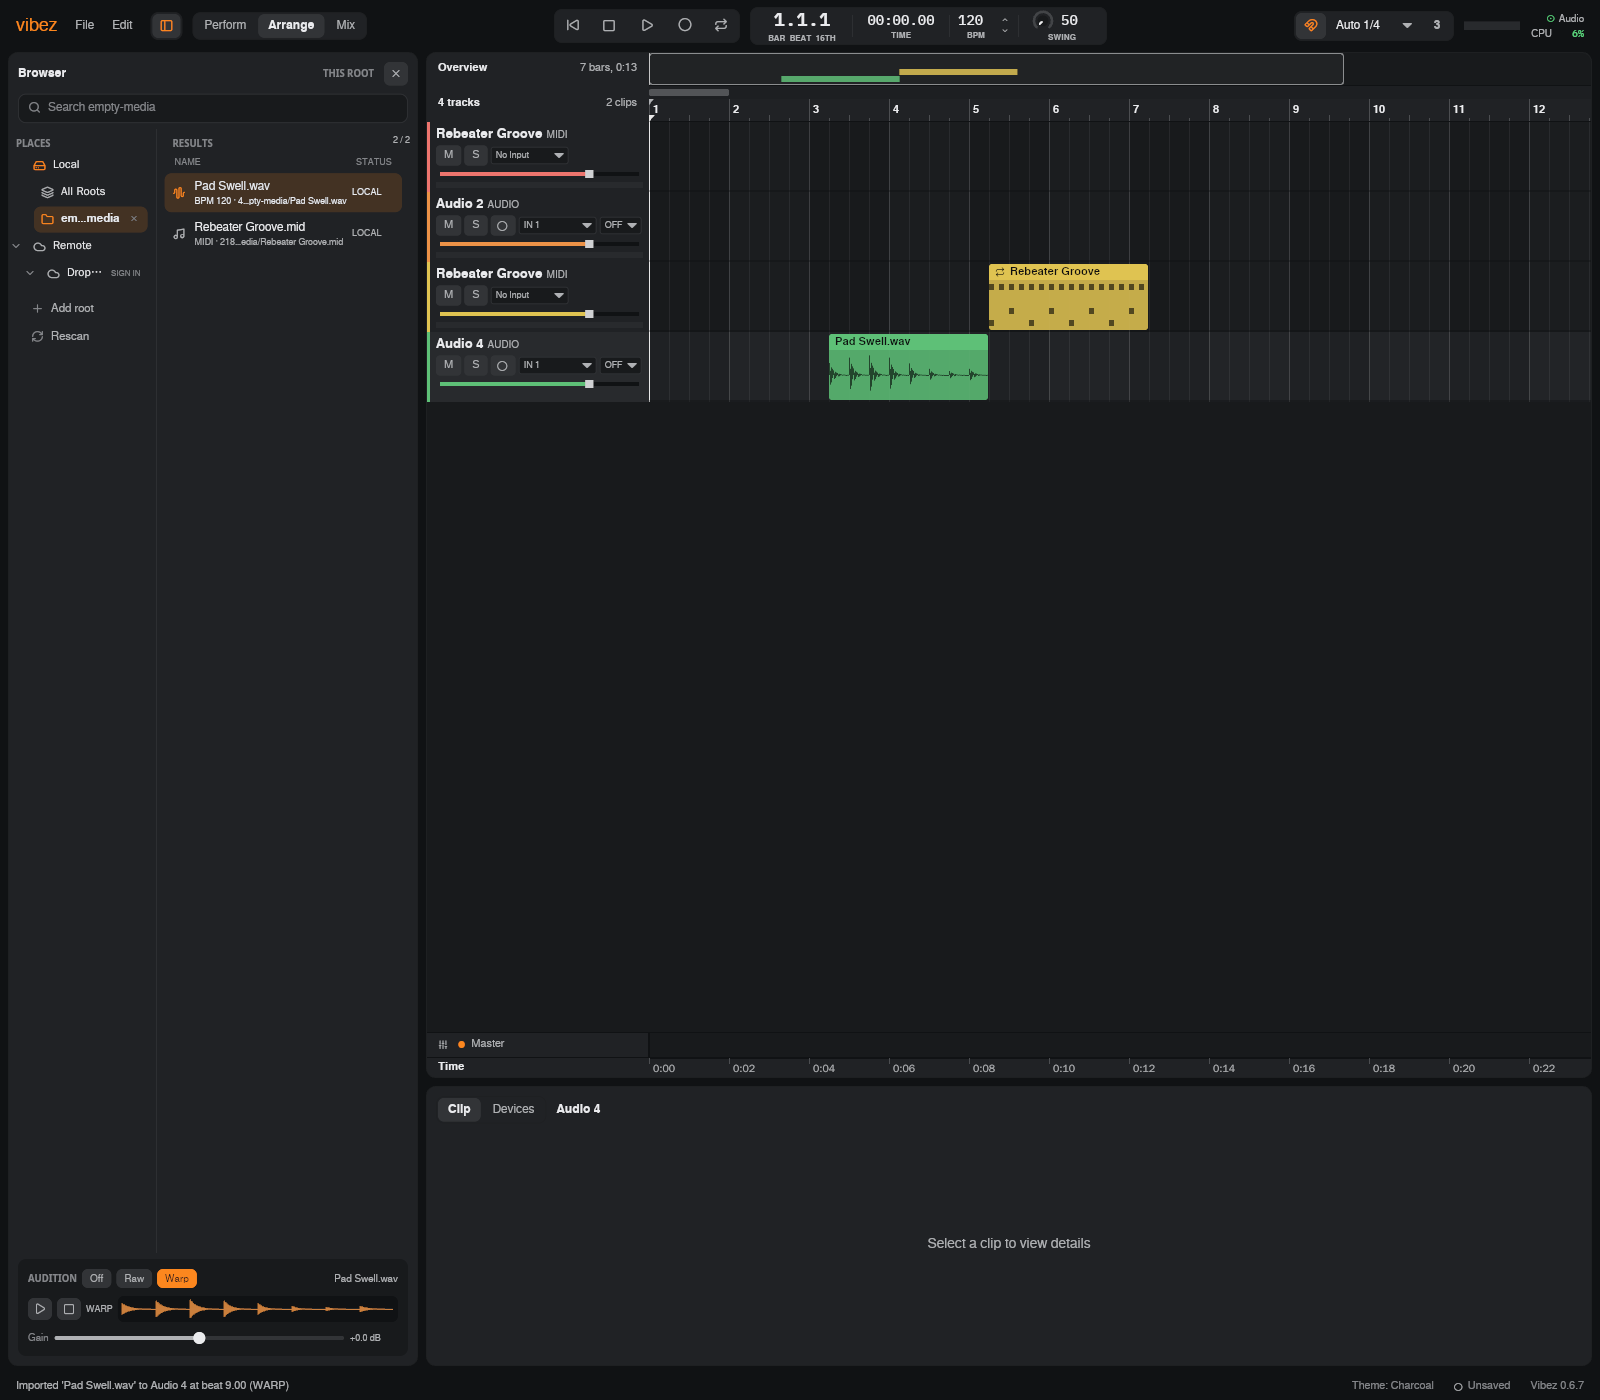 vibez File Edit Perform Arrange Mix
1.1.1 00:00.00 120 50
BAR BEAT 16TH TIME BPM SWING
Auto 1/4 3
Audio
CPU 6%
Browser THIS ROOT
Search empty-media
PLACES
Local
All Roots
em...media
Remote
Drop··· SIGN IN
Add root
Rescan
RESULTS 2 / 2
NAME STATUS
Pad Swell.wav LOCAL
BPM 120 · 4...pty-media/Pad Swell.wav
Rebeater Groove.mid LOCAL
MIDI · 218...edia/Rebeater Groove.mid
AUDITION Off Raw Warp Pad Swell.wav
WARP
Gain +0.0 dB
Overview 7 bars, 0:13
4 tracks 2 clips
1 2 3 4 5 6 7 8 9 10 11 12
Rebeater Groove MIDI
M S No Input
Audio 2 AUDIO
M S IN 1 OFF
Rebeater Groove MIDI
M S No Input
Rebeater Groove
Audio 4 AUDIO
M S IN 1 OFF
Pad Swell.wav
Master
Time 0:00 0:02 0:04 0:06 0:08 0:10 0:12 0:14 0:16 0:18 0:20 0:22
Clip Devices Audio 4
Select a clip to view details
Imported 'Pad Swell.wav' to Audio 4 at beat 9.00 (WARP)
Theme: Charcoal Unsaved Vibez 0.6.7